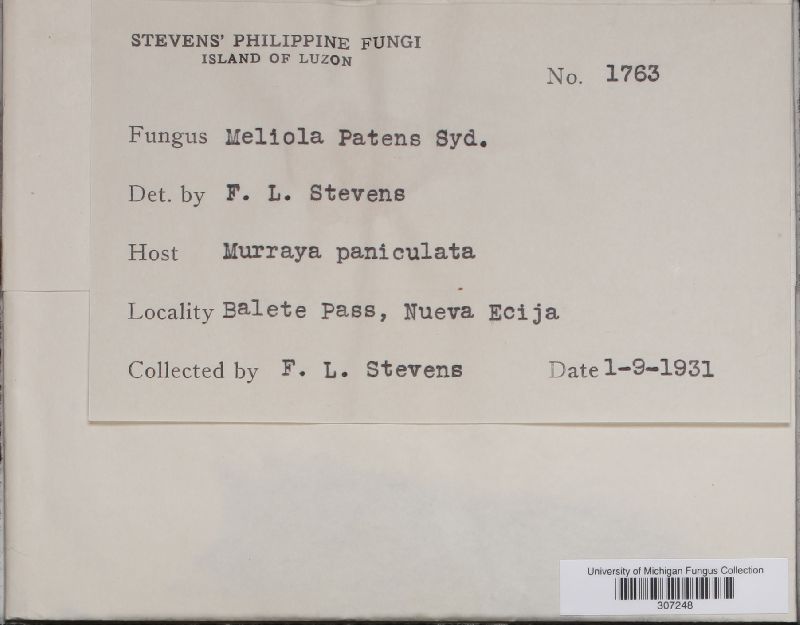 STEVENS' PHILIPPINE FUNGI
ISLAND OF LUZON
No. 1763
Fungus Meliola Patens Syd.
Det. by F. L. Stevens
Host Murraya paniculata
Locality Balete Pass, Nueva Ecija
Collected by F. L. Stevens Date 1-9-1931
University of Michigan Fungus Collection
307248